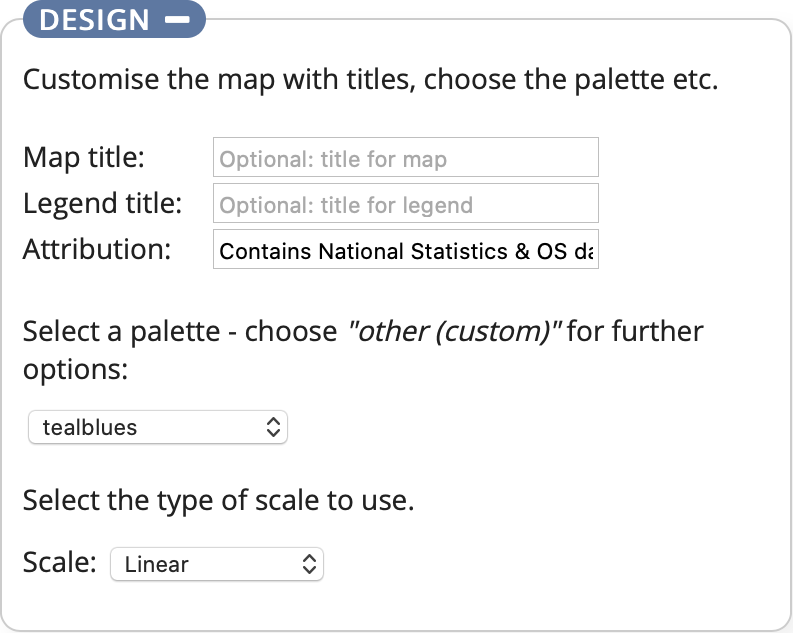 DESIGN
Customise the map with titles, choose the palette etc.
Map title: Optional: title for map
Legend title: Optional: title for legend
Attribution: Contains National Statistics & OS da
Select a palette - choose "other (custom)" for further
options:
tealblues
Select the type of scale to use.
Scale: Linear